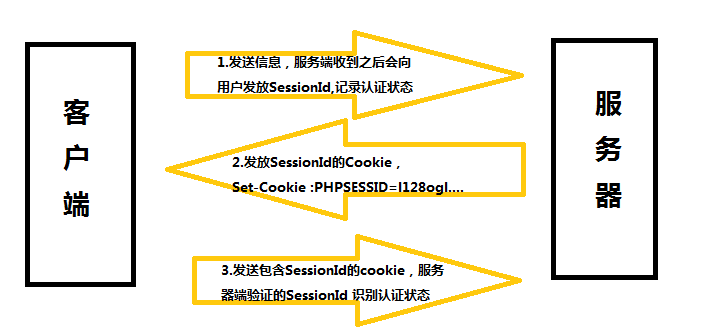 客户端
1.发送信息，服务端收到之后会向
用户发放SessionId,记录认证状态
2.发放SessionId的Cookie，
Set-Cookie :PHPSESSID=l128ogl....
3.发送包含SessionId的cookie，服务
器端验证的SessionId 识别认证状态
服务器